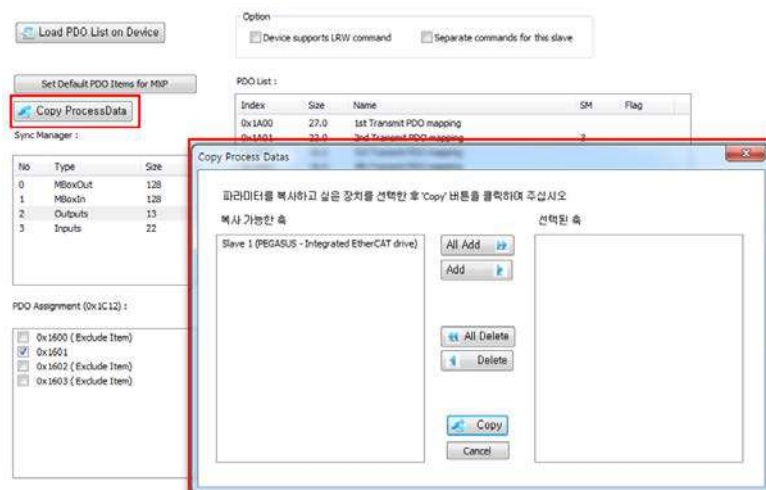 Option
Load PDO List on Device
Device supports LRW command
Separate commands for this slave
Set Default PDO Items for MXP
PDO List :
Copy ProcessData
Index Size Name SM Flag
0x1A00 27.0 1st Transmit PDO mapping
0x1A01 22.0 2nd Transmit PDO mapping 3
Sync Manager :
No Type Size
0 MBoxOut 128
1 MBoxIn 128
2 Outputs 13
3 Inputs 22
PDO Assignment (0x1C12) :
0x1600 ( Exclude Item)
0x1601
0x1602 ( Exclude Item)
0x1603 ( Exclude Item)
Copy Process Datas
파라미터를 복사하고 싶은 장치를 선택한 후 'Copy' 버튼을 클릭하여 주십시오
복사 가능한 축
선택된 축
Slave 1 (PEGASUS - Integrated EtherCAT drive)
All Add
Add
All Delete
Delete
Copy
Cancel